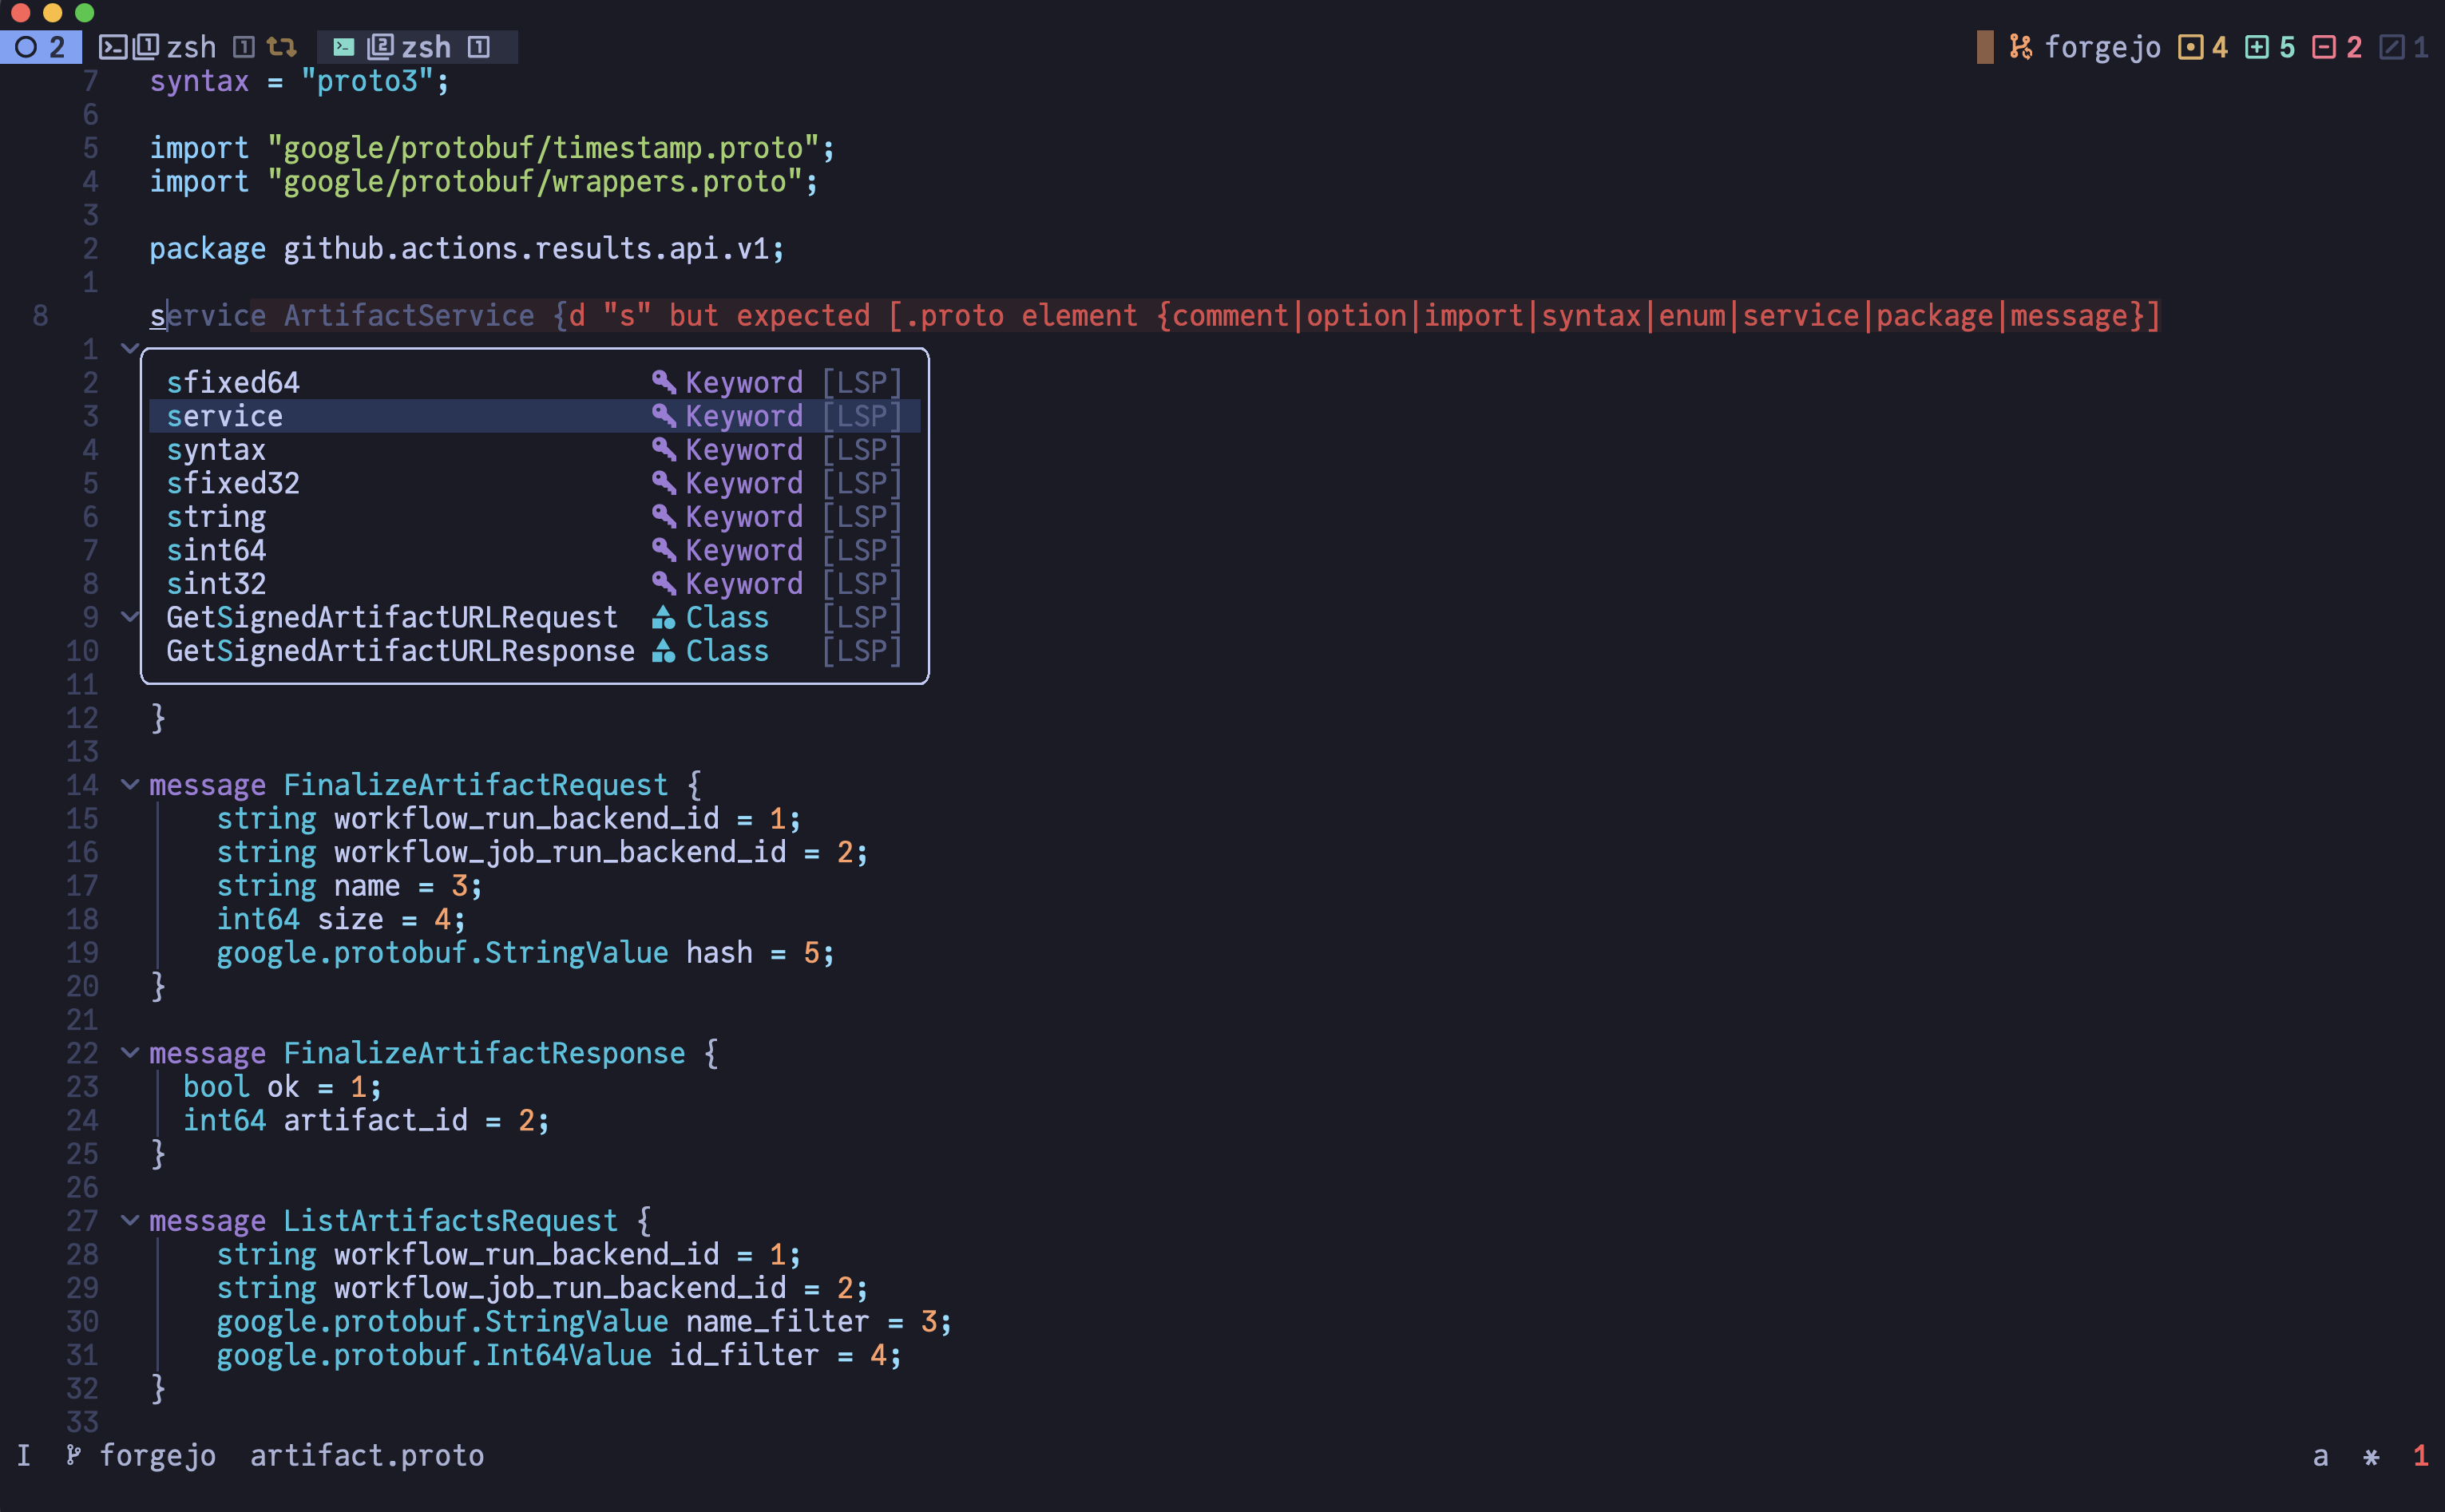 2 zsh 1 zsh 1 forgejo 4 5 2 1
7 syntax = "proto3";
6
5 import "google/protobuf/timestamp.proto";
4 import "google/protobuf/wrappers.proto";
3
2 package github.actions.results.api.v1;
1
8 service ArtifactService {d "s" but expected [.proto element {comment|option|import|syntax|enum|service|package|message}]
1
2 sfixed64 Keyword [LSP]
3 service Keyword [LSP]
4 syntax Keyword [LSP]
5 sfixed32 Keyword [LSP]
6 string Keyword [LSP]
7 sint64 Keyword [LSP]
8 sint32 Keyword [LSP]
9 GetSignedArtifactURLRequest Class [LSP]
10 GetSignedArtifactURLResponse Class [LSP]
11
12 }
13
14 message FinalizeArtifactRequest {
15 string workflow_run_backend_id = 1;
16 string workflow_job_run_backend_id = 2;
17 string name = 3;
18 int64 size = 4;
19 google.protobuf.StringValue hash = 5;
20 }
21
22 message FinalizeArtifactResponse {
23 bool ok = 1;
24 int64 artifact_id = 2;
25 }
26
27 message ListArtifactsRequest {
28 string workflow_run_backend_id = 1;
29 string workflow_job_run_backend_id = 2;
30 google.protobuf.StringValue name_filter = 3;
31 google.protobuf.Int64Value id_filter = 4;
32 }
33
I forgejo artifact.proto a * 1